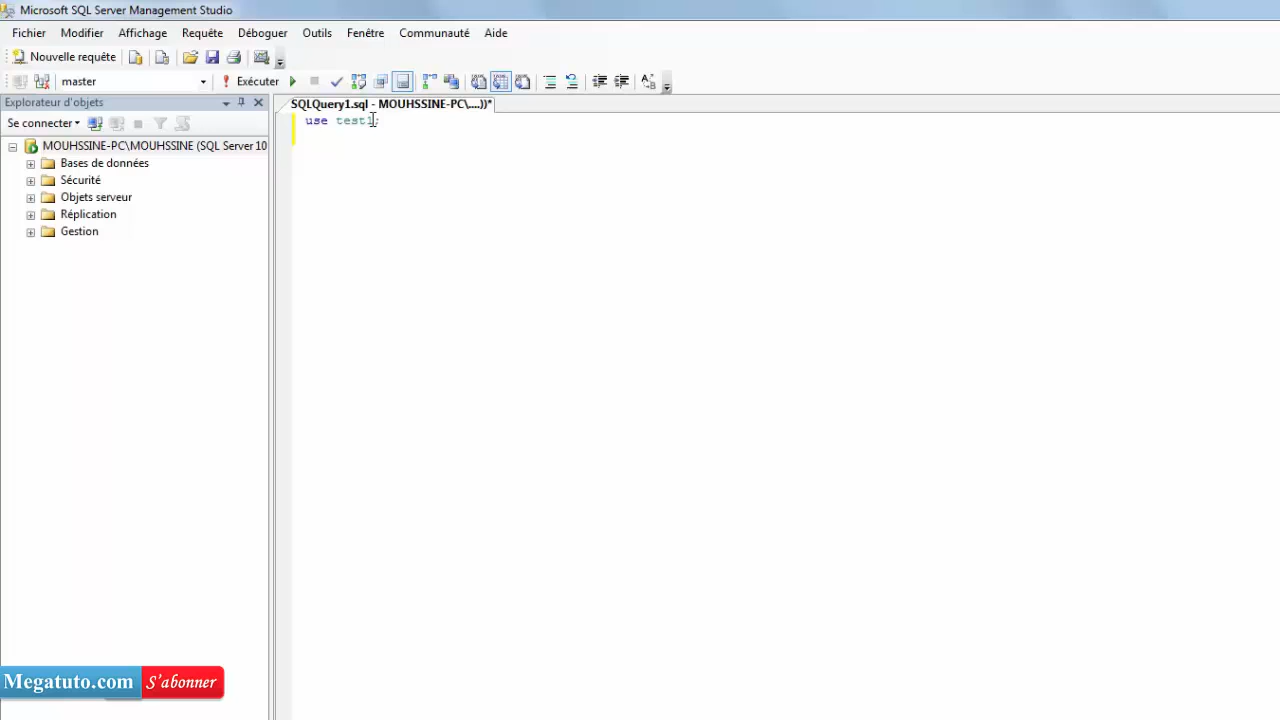 Microsoft SQL Server Management Studio
Fichier Modifier Affichage Requête Déboguer Outils Fenêtre Communauté Aide
Nouvelle requête
master Exécuter
Explorateur d'objets
SQLQuery1.sql - MOUHSSINE-PC\....))*
Se connecter
use test1;
MOUHSSINE-PC\MOUHSSINE (SQL Server 10
Bases de données
Sécurité
Objets serveur
Réplication
Gestion
Megatuto.com S'abonner